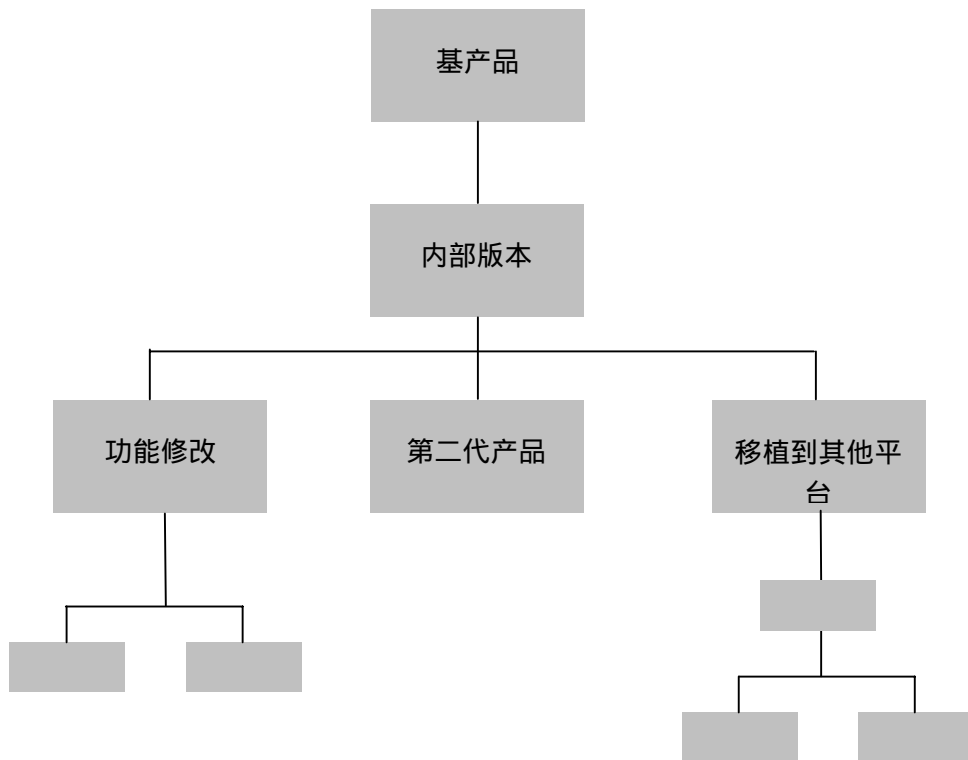 基产品
内部版本
功能修改
第二代产品
移植到其他平
台